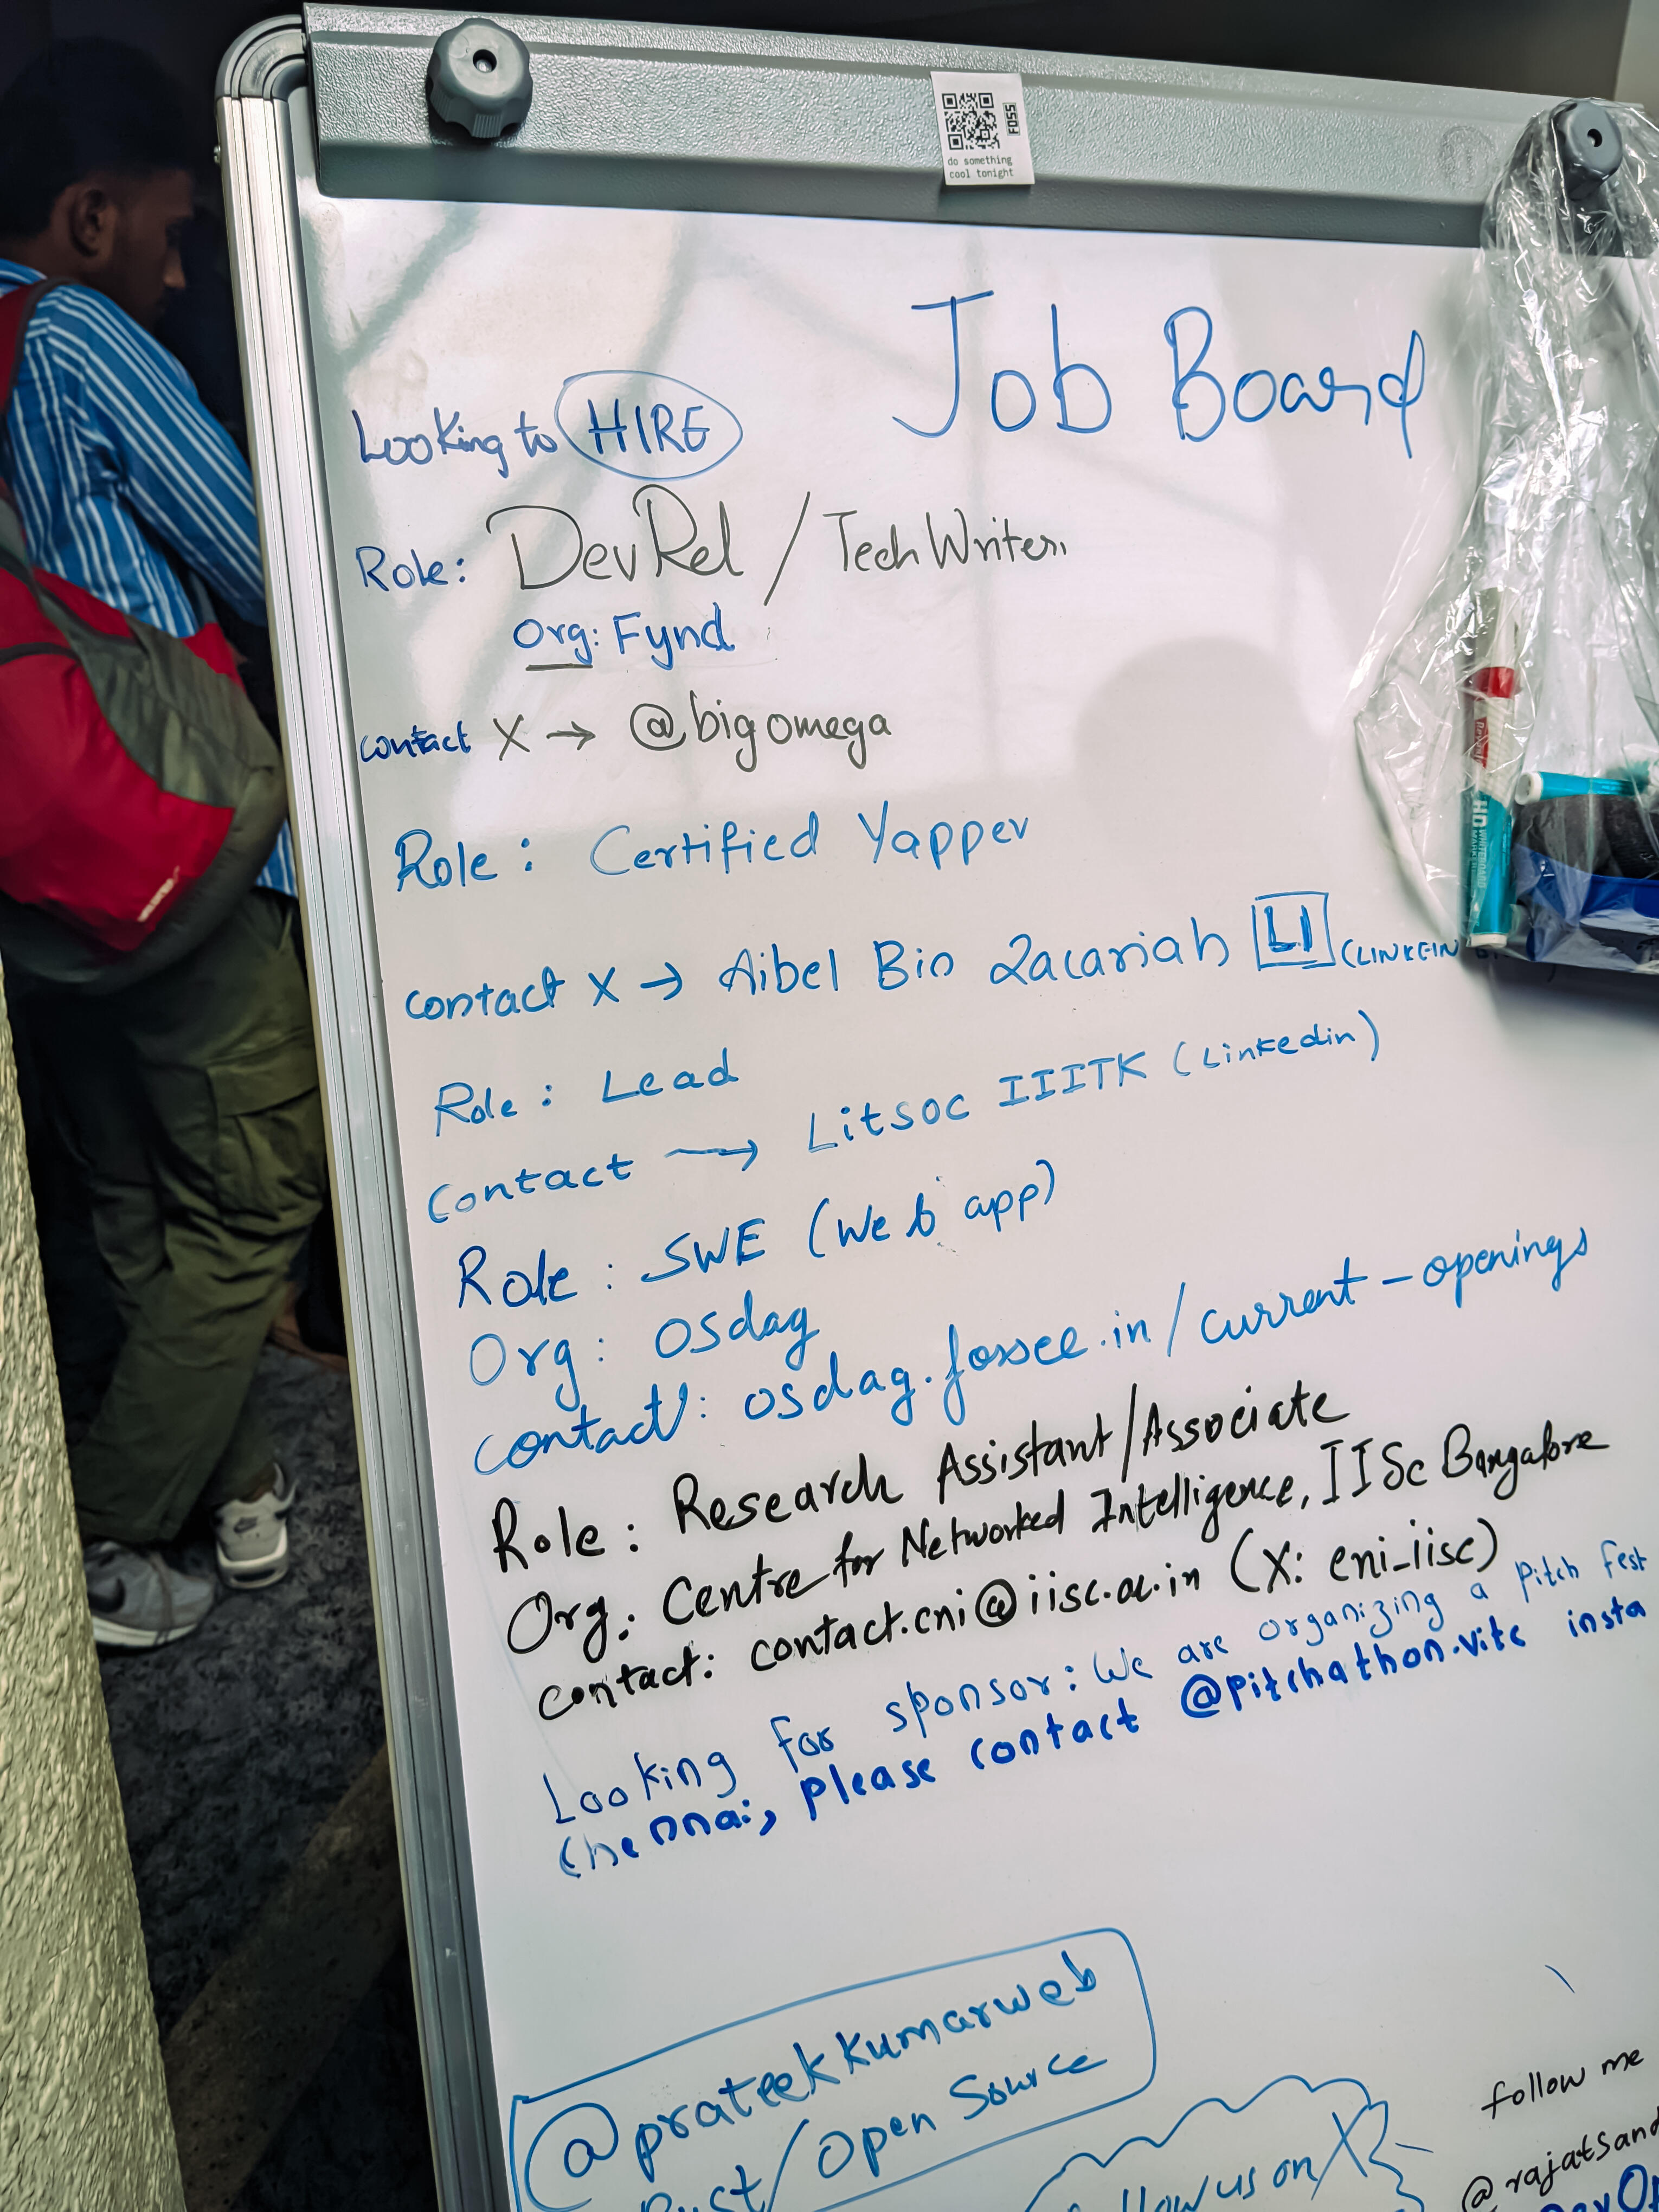 FOSS
do something
cool tonight
Job Board
Looking to HIRE
Role: DevRel / Tech Writer
Org: Fynd
contact X → @bigomega
Role: Certified Yapper
contact X → Aibel Bin Zacariah LI (LINKEIN
Role: Lead
contact → Litsoc IIITK (Linkedin)
Role: SWE (Web app)
Org: Osdag
contact: osdag.fossee.in/current-openings
Role: Research Assistant/Associate
Org: Centre for Networked Intelligence, IISc Bangalore
contact: contact.cni@iisc.ac.in (X: cni_iisc)
Looking for sponsor: We are organizing a pitch fest
Chennai, please contact @pitchathon.vitc insta
@prateekkumarweb
Rust/Open Source
follow me
us on X
@rajatsand
HD WHITEBOARD MARKER